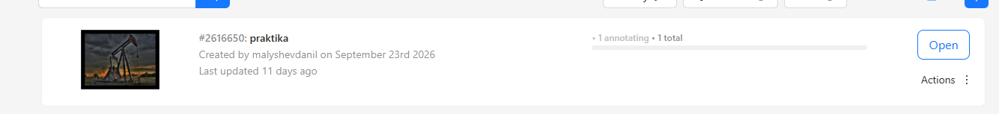 #2616650: praktika
Created by malyshevdanil on September 23rd 2026
Last updated 11 days ago
• 1 annotating • 1 total
Open
Actions